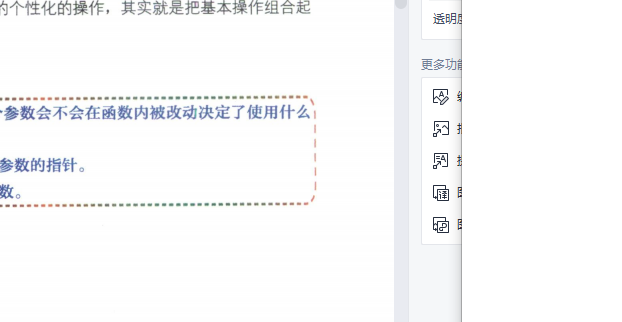 的个性化的操作，其实就是把基本操作组合起
参数会不会在函数内被改动决定了使用什么
参数的指针。
数。
透明度
更多功能